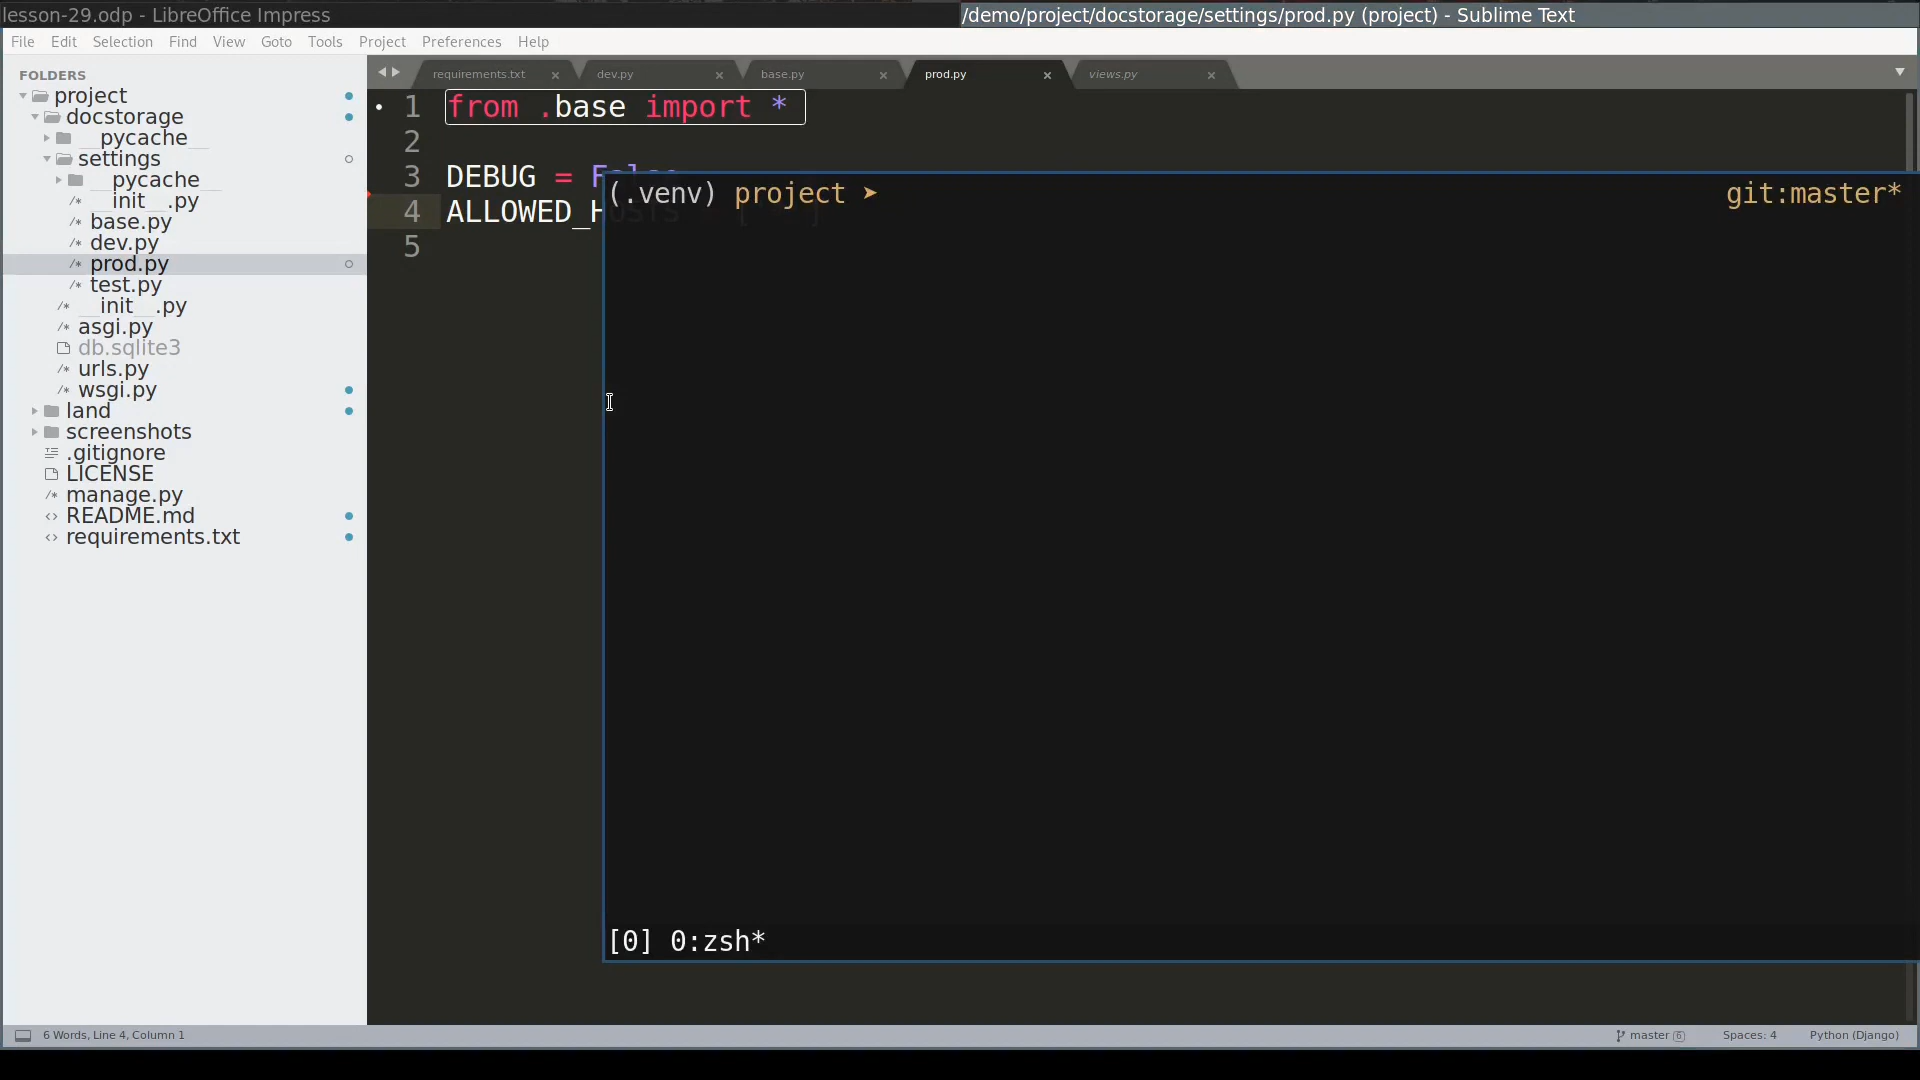 lesson-29.odp - LibreOffice Impress
/demo/project/docstorage/settings/prod.py (project) - Sublime Text
File Edit Selection Find View Goto Tools Project Preferences Help
FOLDERS
project
docstorage
__pycache__
settings
__pycache__
__init__.py
base.py
dev.py
prod.py
test.py
__init__.py
asgi.py
db.sqlite3
urls.py
wsgi.py
land
screenshots
.gitignore
LICENSE
manage.py
README.md
requirements.txt
requirements.txt × dev.py × base.py × prod.py × views.py ×
1 from .base import *
2
3 DEBUG = False
4 ALLOWED_HOSTS
5
(.venv) project ➤ git:master*
[0] 0:zsh*
6 Words, Line 4, Column 1
master 6 Spaces: 4 Python (Django)